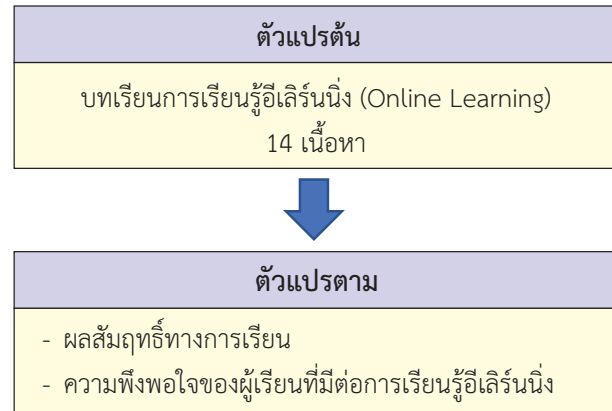 ตัวแปรต้น
บทเรียนการเรียนรู้อีเลิร์นนิ่ง (Online Learning)
14 เนื้อหา
ตัวแปรตาม
- ผลสัมฤทธิ์ทางการเรียน
- ความพึงพอใจของผู้เรียนที่มีต่อการเรียนรู้อีเลิร์นนิ่ง